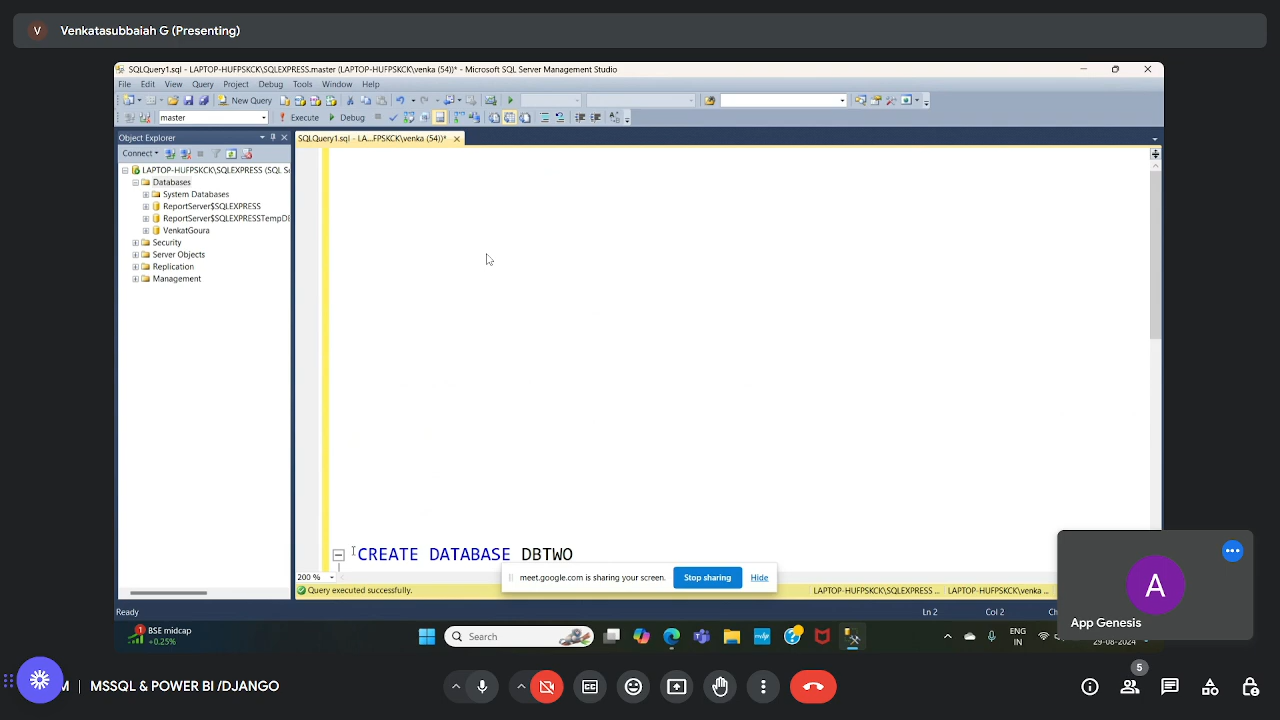 V Venkatasubbaiah G (Presenting)
SQLQuery1.sql - LAPTOP-HUFPSKCK\SQLEXPRESS.master (LAPTOP-HUFPSKCK\venka (54))* - Microsoft SQL Server Management Studio
File Edit View Query Project Debug Tools Window Help
New Query
master Execute Debug
Object Explorer
SQLQuery1.sql - LA...FPSKCK\venka (54))*
Connect
LAPTOP-HUFPSKCK\SQLEXPRESS (SQL S
Databases
System Databases
ReportServer$SQLEXPRESS
ReportServer$SQLEXPRESSTempDB
VenkatGoura
Security
Server Objects
Replication
Management
CREATE DATABASE DBTWO
200 %
meet.google.com is sharing your screen. Stop sharing Hide
Query executed successfully. LAPTOP-HUFPSKCK\SQLEXPRESS ... LAPTOP-HUFPSKCK\venka ...
Ready Ln 2 Col 2 Ch
A
App Genesis
1 BSE midcap
+0.25%
Search
ENG
IN
29-08-2024
M | MSSQL & POWER BI /DJANGO
5